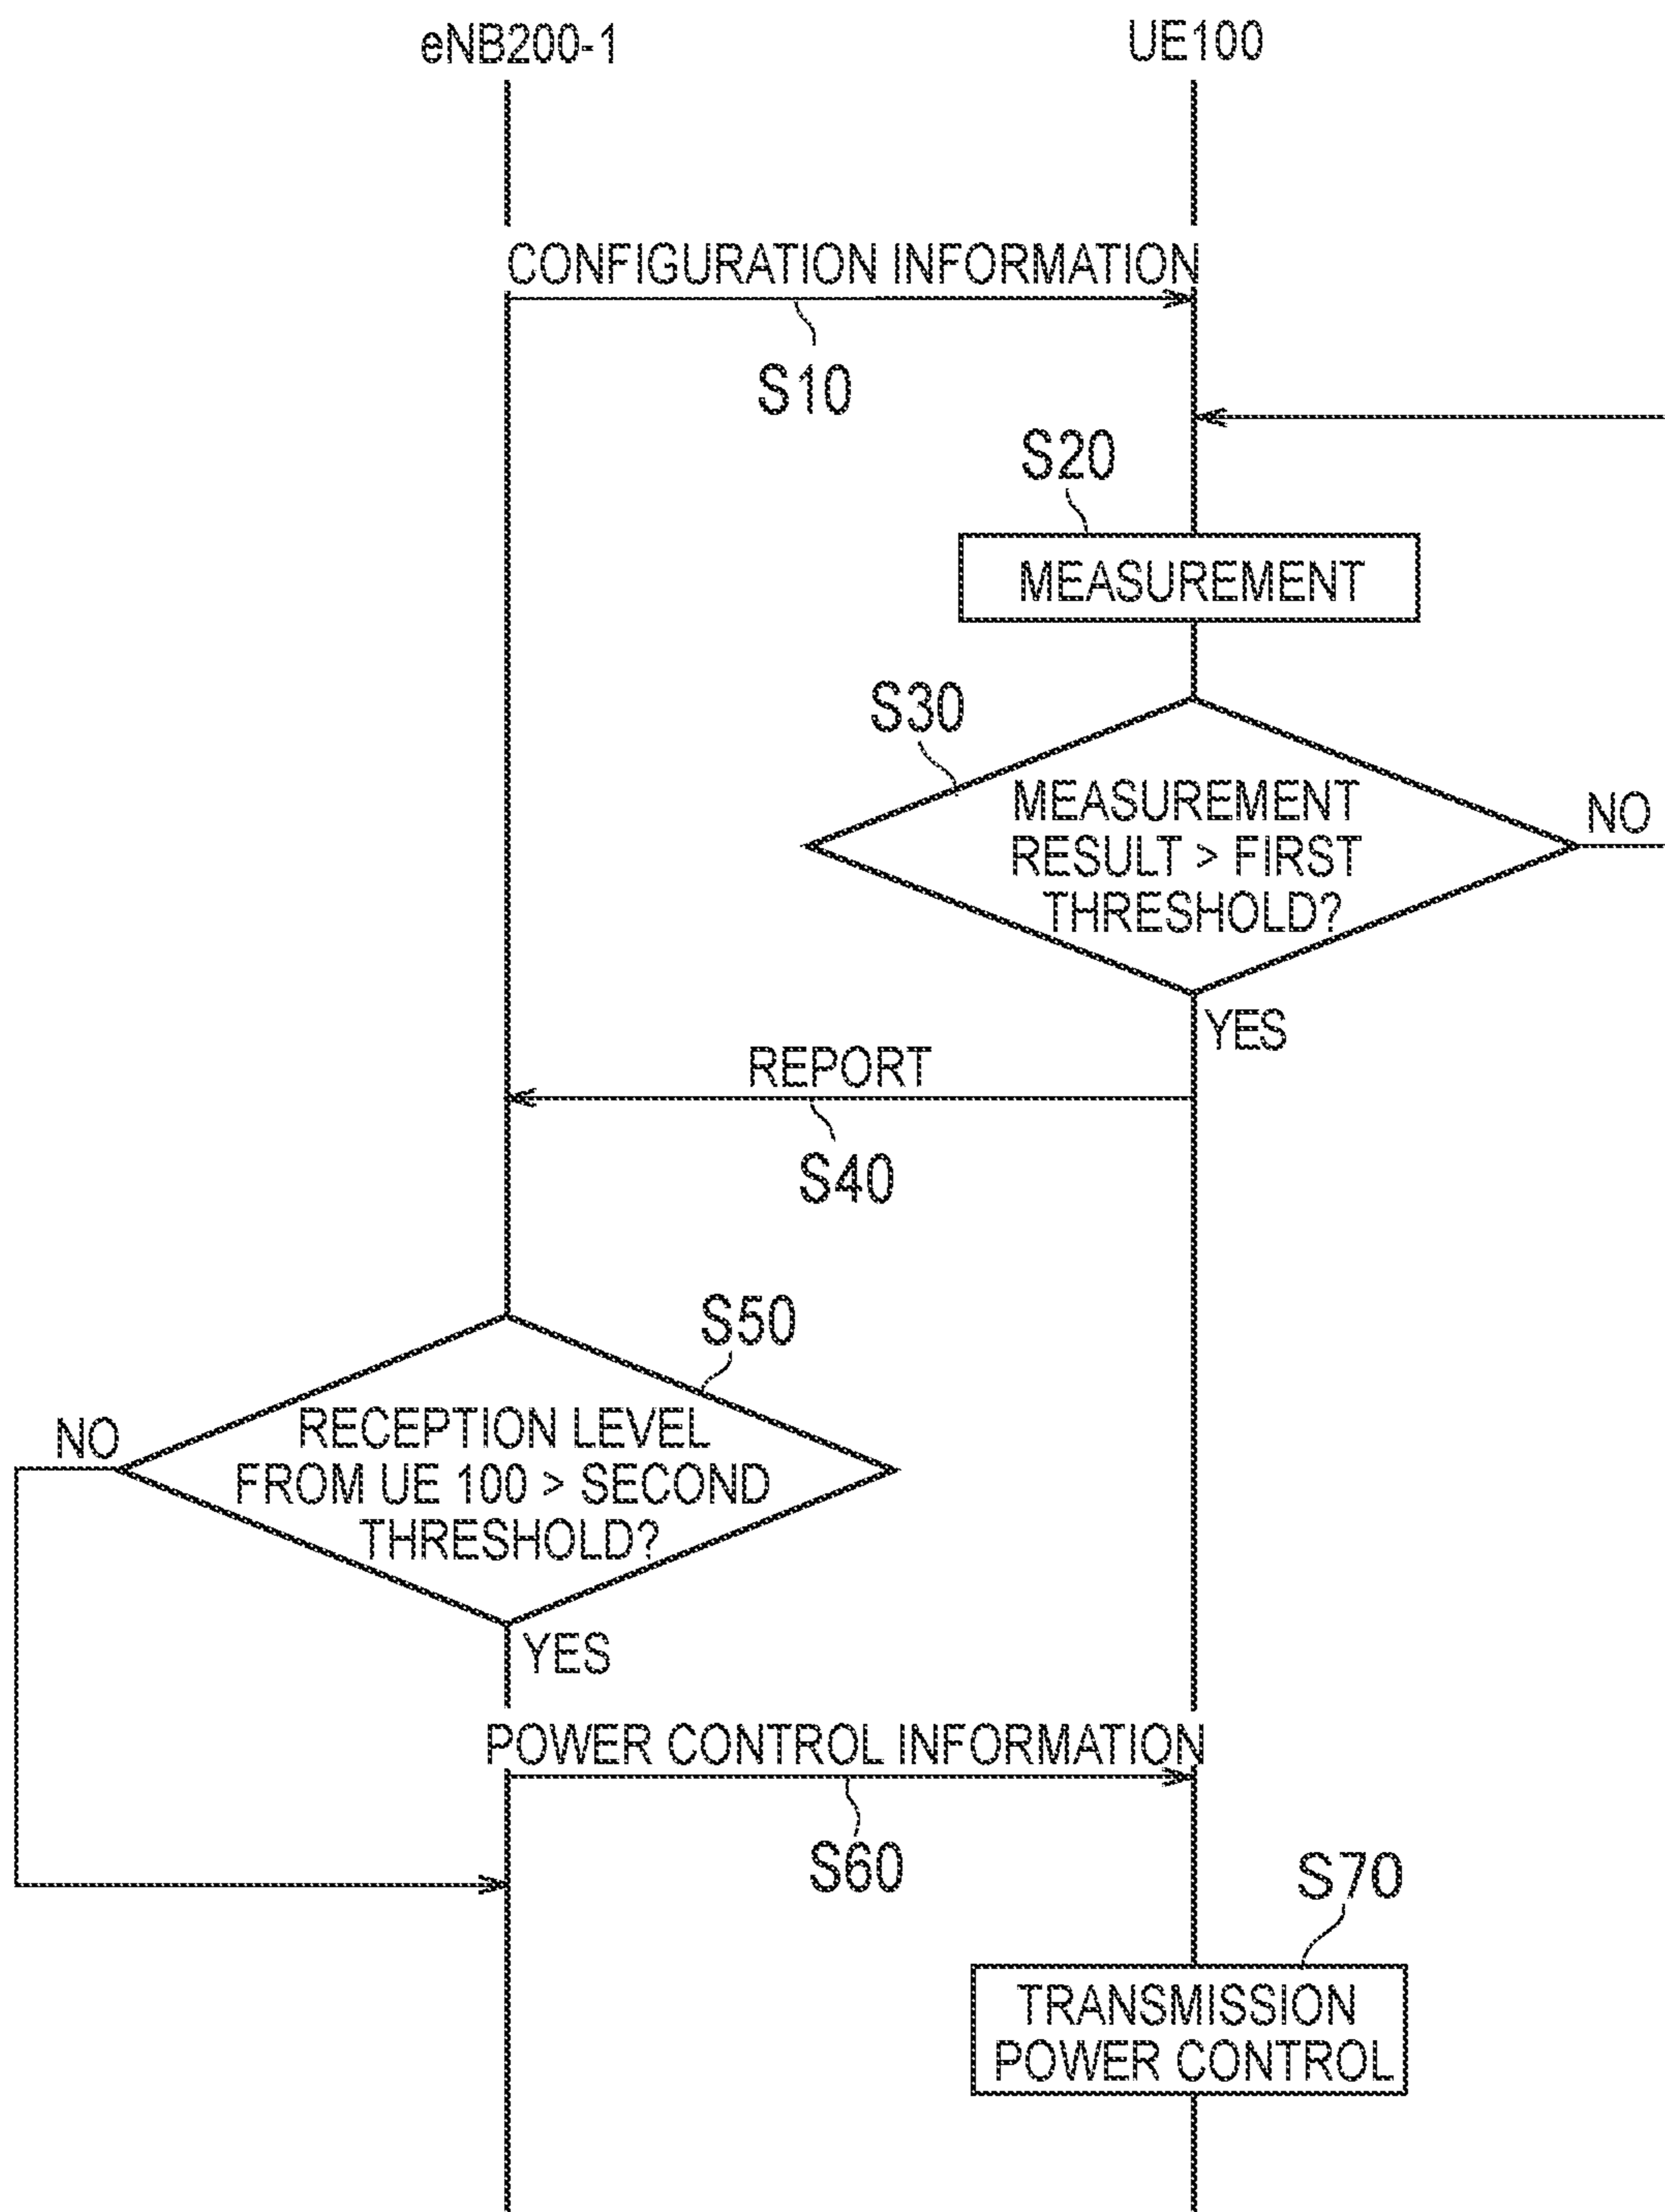 eNB200-1
UE100
CONFIGURATION INFORMATION
S10
S20
MEASUREMENT
S30
MEASUREMENT
RESULT > FIRST
THRESHOLD?
NO
YES
REPORT
S40
S50
RECEPTION LEVEL
FROM UE 100 > SECOND
THRESHOLD?
NO
YES
POWER CONTROL INFORMATION
S60
S70
TRANSMISSION
POWER CONTROL